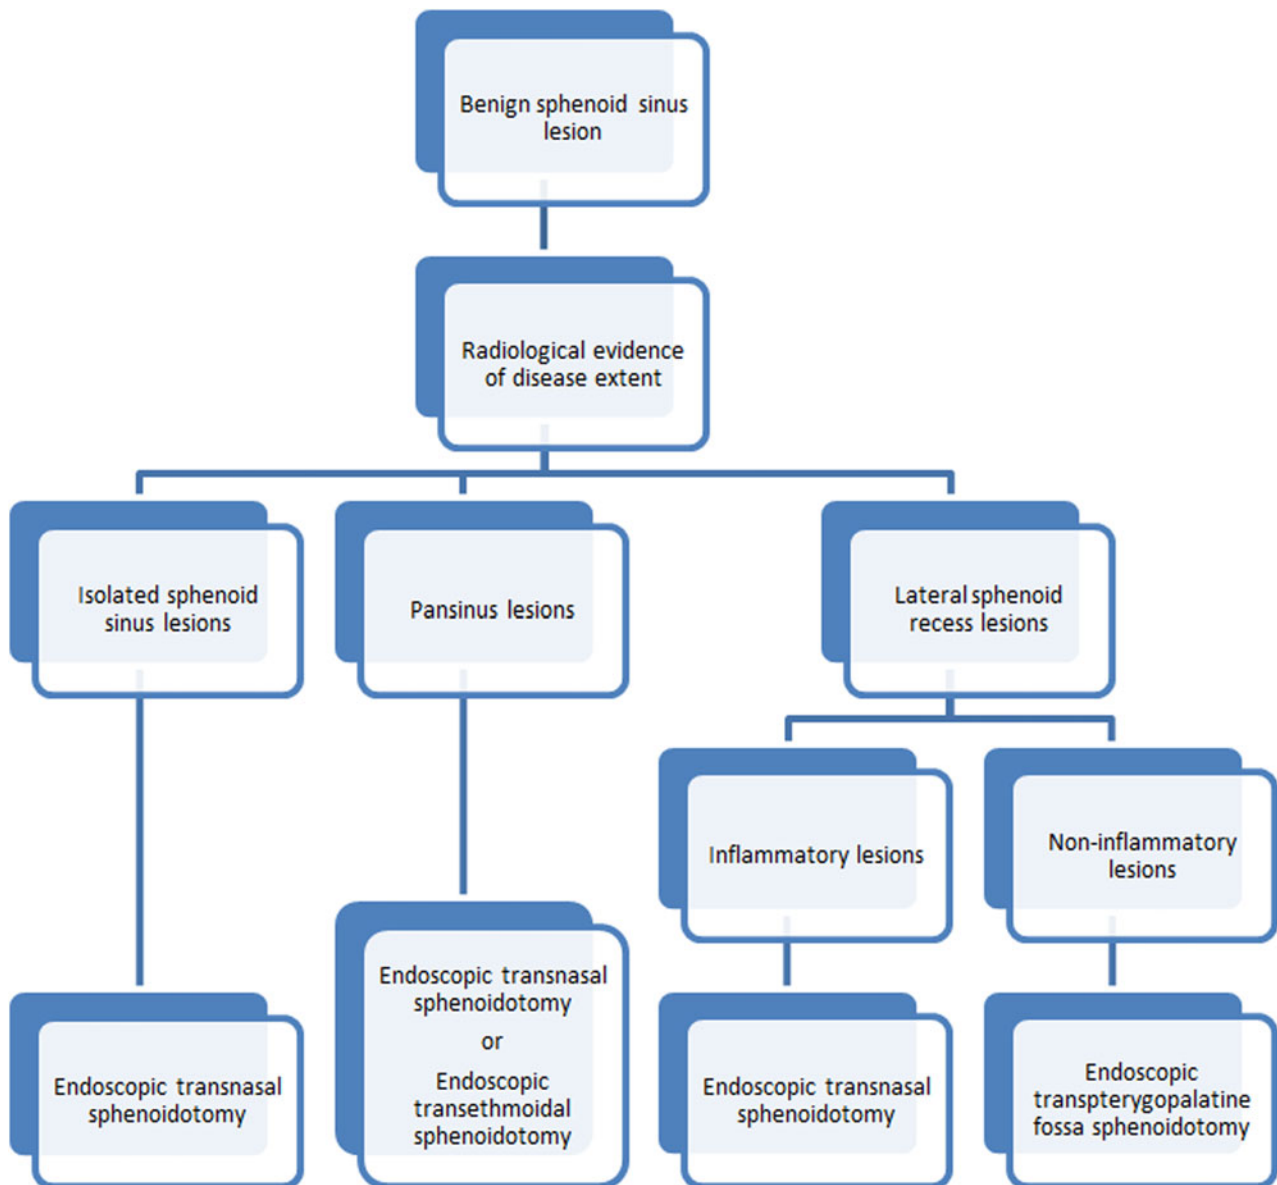 Benign sphenoid sinus
lesion
Radiological evidence
of disease extent
Isolated sphenoid
sinus lesions
Pansinus lesions
Lateral sphenoid
recess lesions
Inflammatory lesions
Non-inflammatory
lesions
Endoscopic transnasal
sphenoidotomy
Endoscopic transnasal
sphenoidotomy
or
Endoscopic
transethmoidal
sphenoidotomy
Endoscopic transnasal
sphenoidotomy
Endoscopic
transpterygopalatine
fossa sphenoidotomy